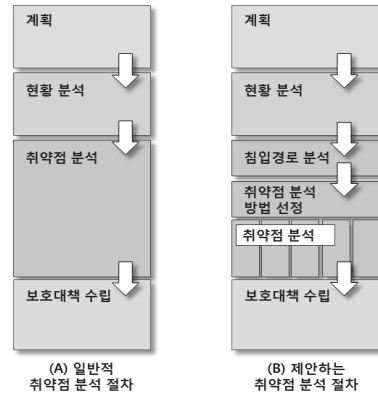 계획
현황 분석
취약점 분석
보호대책 수립
(A) 일반적
취약점 분석 절차
계획
현황 분석
침입경로 분석
취약점 분석
방법 선정
취약점 분석
보호대책 수립
(B) 제안하는
취약점 분석 절차